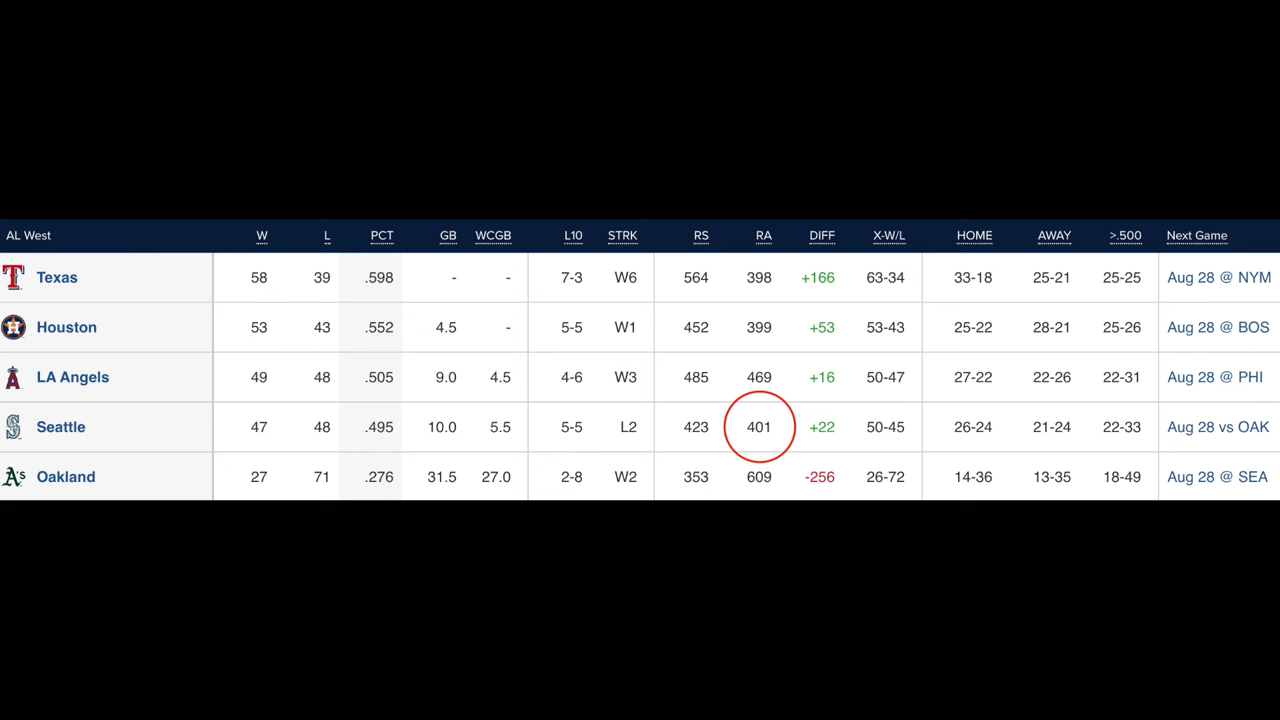 AL West W L PCT GB WCGB L10 STRK RS RA DIFF X-W/L HOME AWAY >.500 Next Game
Texas 58 39 .598 - - 7-3 W6 564 398 +166 63-34 33-18 25-21 25-25 Aug 28 @ NYM
Houston 53 43 .552 4.5 - 5-5 W1 452 399 +53 53-43 25-22 28-21 25-26 Aug 28 @ BOS
LA Angels 49 48 .505 9.0 4.5 4-6 W3 485 469 +16 50-47 27-22 22-26 22-31 Aug 28 @ PHI
Seattle 47 48 .495 10.0 5.5 5-5 L2 423 401 +22 50-45 26-24 21-24 22-33 Aug 28 vs OAK
Oakland 27 71 .276 31.5 27.0 2-8 W2 353 609 -256 26-72 14-36 13-35 18-49 Aug 28 @ SEA